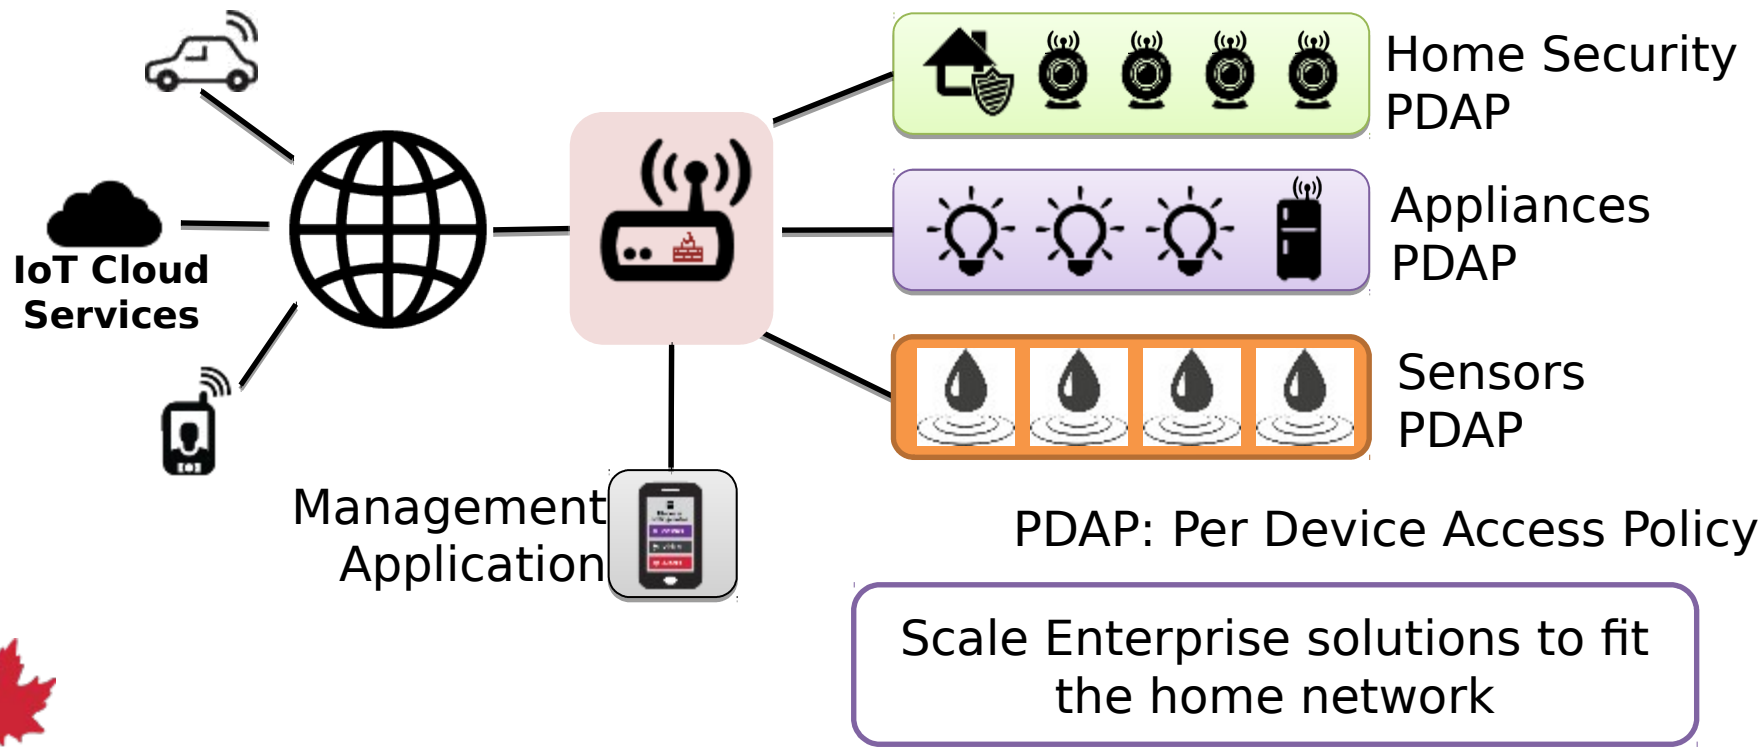 Home Security
PDAP
Appliances
PDAP
IoT Cloud
Services
Sensors
PDAP
Management
Application
PDAP: Per Device Access Policy
Scale Enterprise solutions to fit
the home network